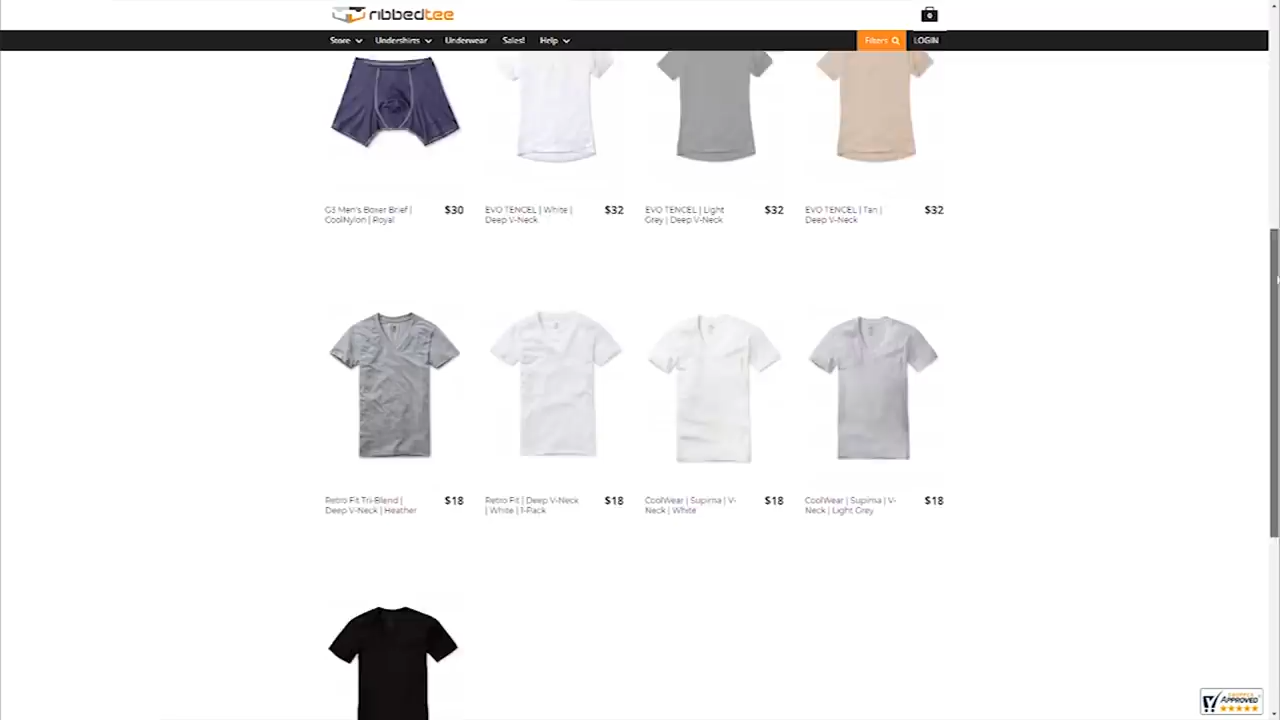 ribbedtee
0
Store Undershirts Underwear Sales! Help Filters LOGIN
G3 Men's Boxer Brief | $30
CoolNylon | Royal
EVO TENCEL | White | $32
Deep V-Neck
EVO TENCEL | Light $32
Grey | Deep V-Neck
EVO TENCEL | Tan | $32
Deep V-Neck
Retro Fit Tri-Blend | $18
Deep V-Neck | Heather
Retro Fit | Deep V-Neck $18
| White | 1-Pack
CoolWear | Supima | V- $18
Neck | White
CoolWear | Supima | V- $18
Neck | Light Grey
SHOPPER
APPROVED